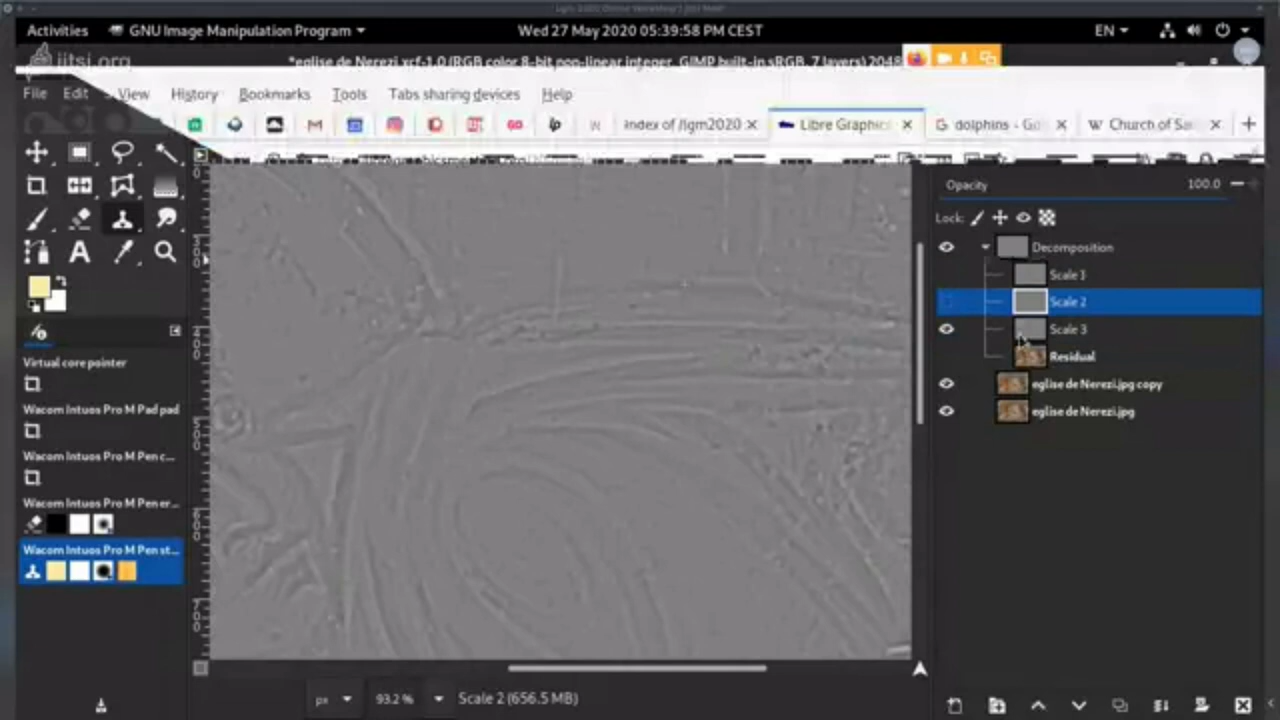 Activities GNU Image Manipulation Program Wed 27 May 2020 05:39:58 PM CEST EN
jitsi.org
*eglise de Nerezi.xcf-1.0 (RGB color 8-bit non-linear integer, GIMP built-in sRGB, 7 layers) 2048
File Edit View History Bookmarks Tools Tabs sharing devices Help
Index of /lgm2020 Libre Graphics dolphins - Go Church of Sai
Opacity 100.0
Lock:
Decomposition
Scale 1
Scale 2
Scale 3
Residual
eglise de Nerezi.jpg copy
eglise de Nerezi.jpg
Virtual core pointer
Wacom Intuos Pro M Pad pad
Wacom Intuos Pro M Pen c...
Wacom Intuos Pro M Pen er...
Wacom Intuos Pro M Pen st...
px 93.2 % Scale 2 (656.5 MB)